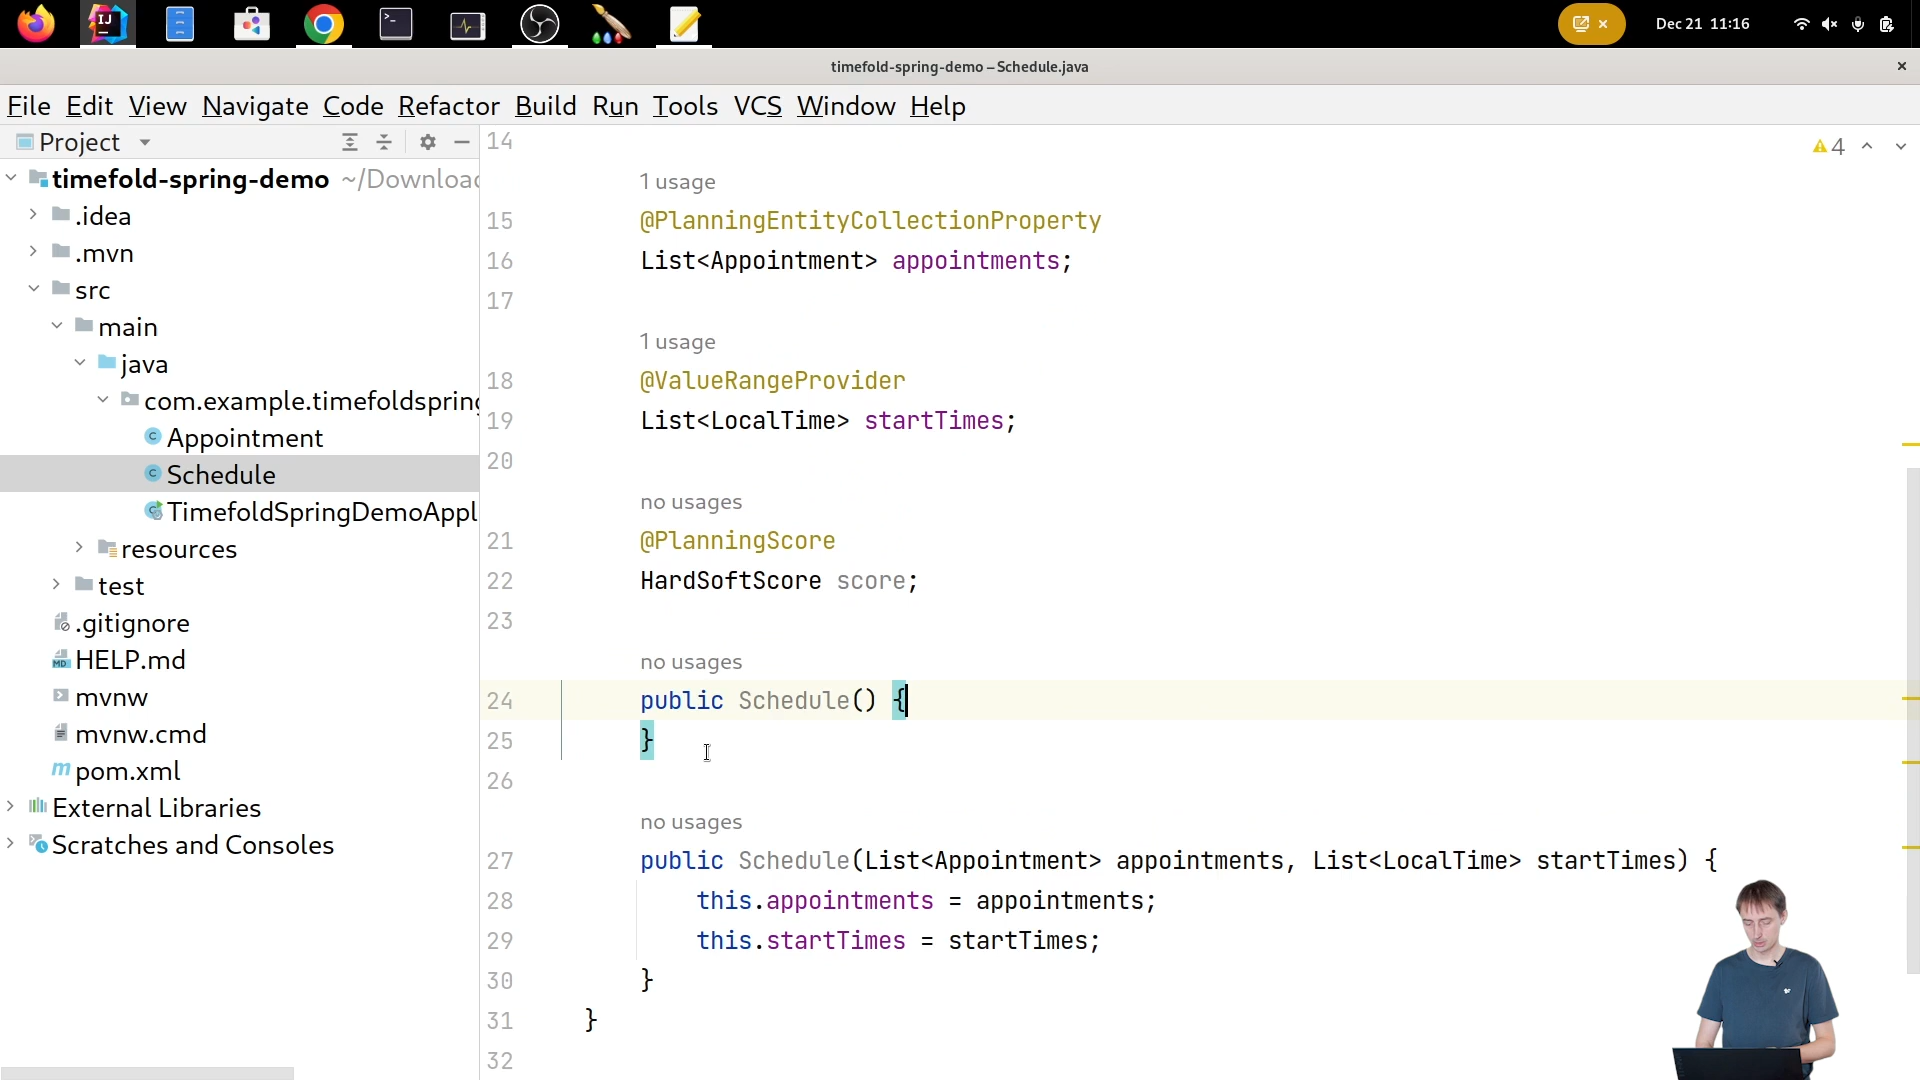 Dec 21 11:16
timefold-spring-demo – Schedule.java
File Edit View Navigate Code Refactor Build Run Tools VCS Window Help
Project
timefold-spring-demo ~/Downloa
.idea
.mvn
src
main
java
com.example.timefoldspring
Appointment
Schedule
TimefoldSpringDemoAppl
resources
test
.gitignore
HELP.md
mvnw
mvnw.cmd
pom.xml
External Libraries
Scratches and Consoles
4
14
1 usage
15 @PlanningEntityCollectionProperty
16 List<Appointment> appointments;
17
1 usage
18 @ValueRangeProvider
19 List<LocalTime> startTimes;
20
no usages
21 @PlanningScore
22 HardSoftScore score;
23
no usages
24 public Schedule() {
25 }
26
no usages
27 public Schedule(List<Appointment> appointments, List<LocalTime> startTimes) {
28 this.appointments = appointments;
29 this.startTimes = startTimes;
30 }
31 }
32